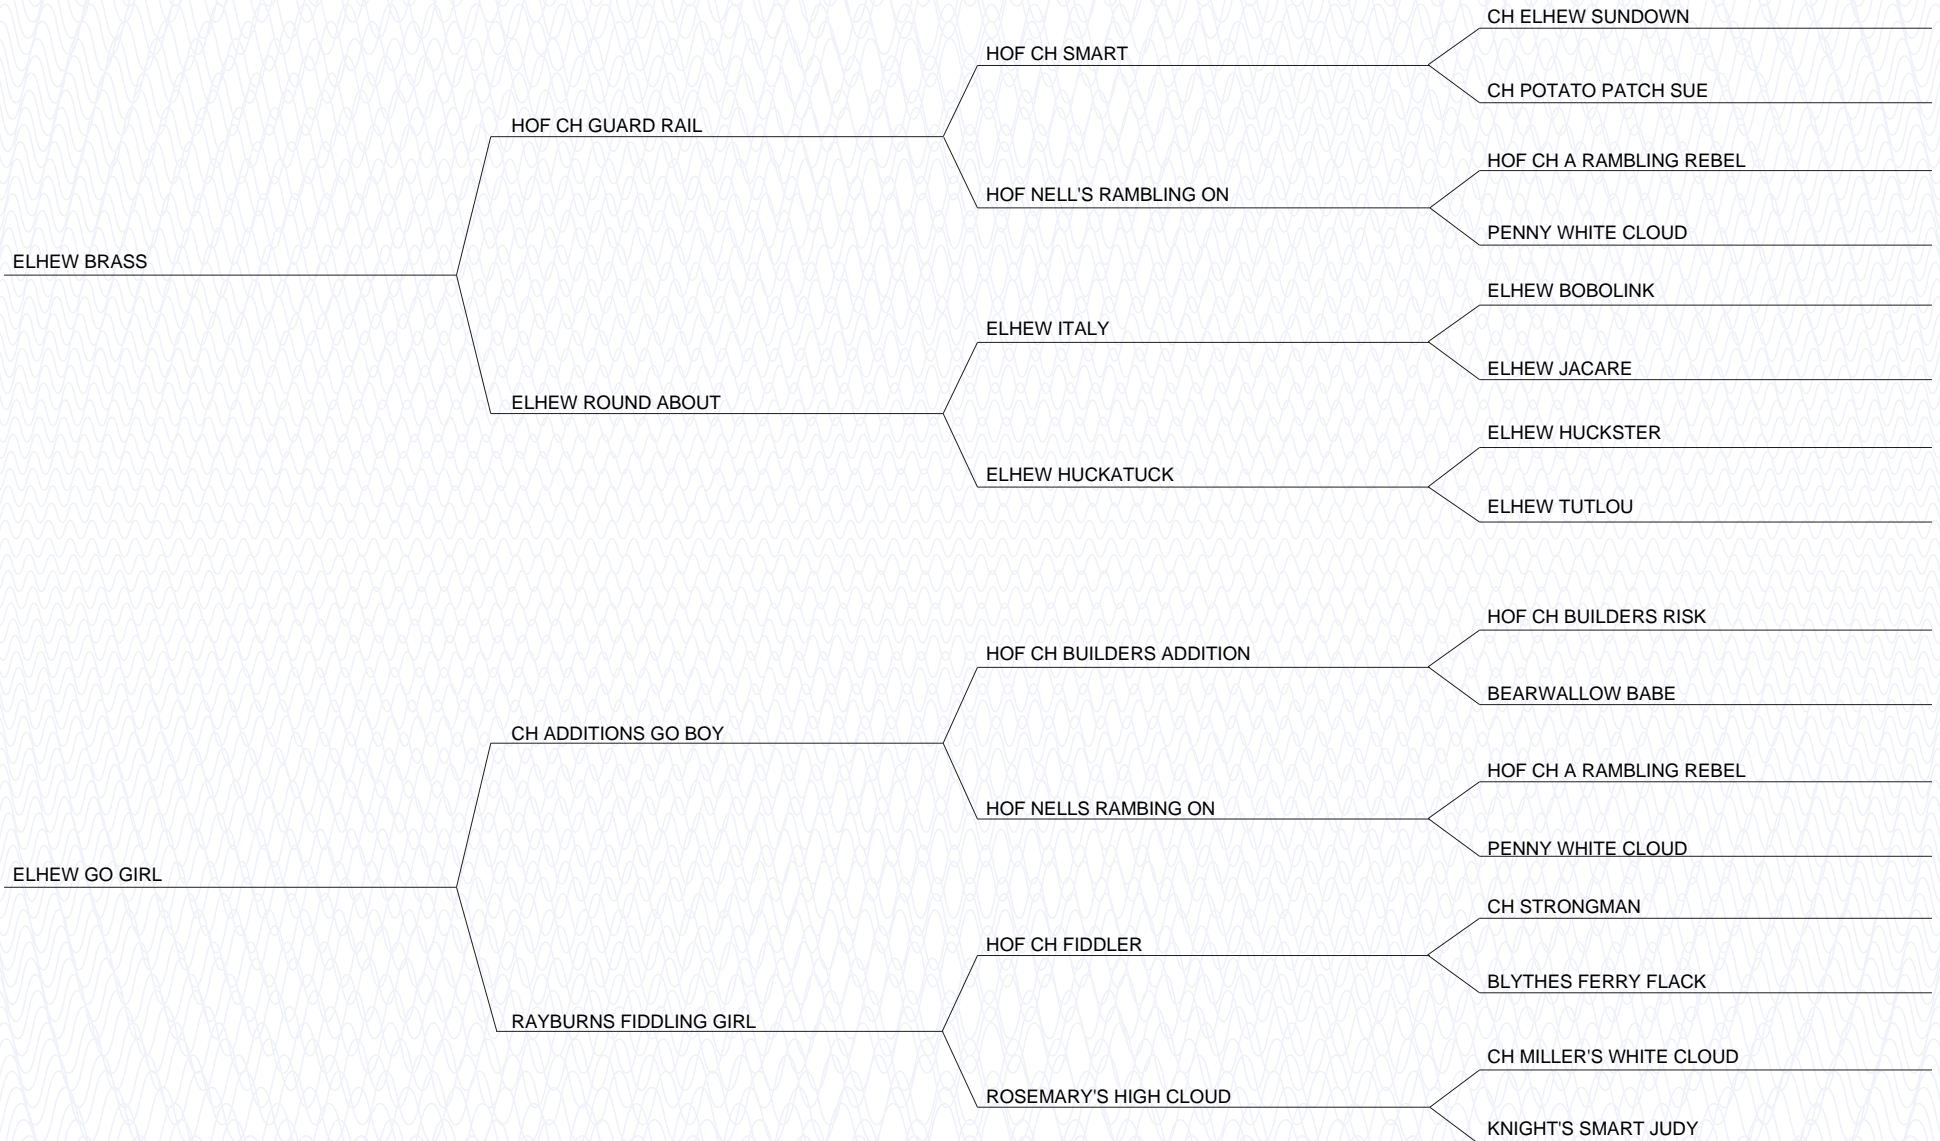 CH ELHEW SUNDOWN
HOF CH SMART
CH POTATO PATCH SUE
HOF CH GUARD RAIL
HOF CH A RAMBLING REBEL
HOF NELL'S RAMBLING ON
PENNY WHITE CLOUD
ELHEW BRASS
ELHEW BOBOLINK
ELHEW ITALY
ELHEW JACARE
ELHEW ROUND ABOUT
ELHEW HUCKSTER
ELHEW HUCKATUCK
ELHEW TUTLOU
HOF CH BUILDERS RISK
HOF CH BUILDERS ADDITION
BEARWALLOW BABE
CH ADDITIONS GO BOY
HOF CH A RAMBLING REBEL
HOF NELLS RAMBING ON
PENNY WHITE CLOUD
ELHEW GO GIRL
CH STRONGMAN
HOF CH FIDDLER
BLYTHES FERRY FLACK
RAYBURNS FIDDLING GIRL
CH MILLER'S WHITE CLOUD
ROSEMARY'S HIGH CLOUD
KNIGHT'S SMART JUDY